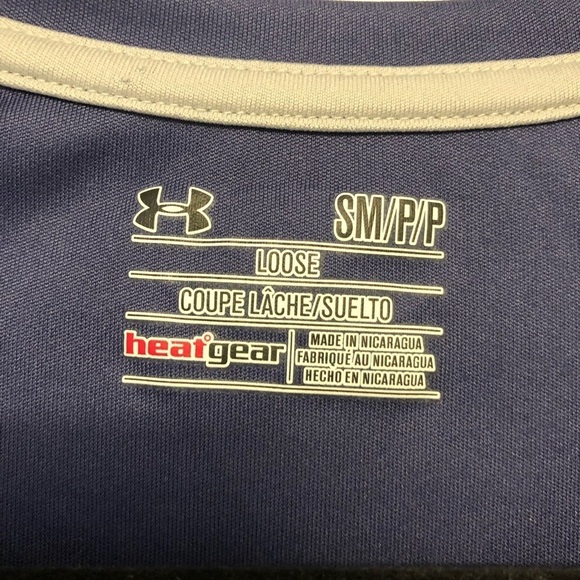 SM/P/P
LOOSE
COUPE LÂCHE/SUELTO
heatgear
MADE IN NICARAGUA
FABRIQUÉ AU NICARAGUA
HECHO EN NICARAGUA